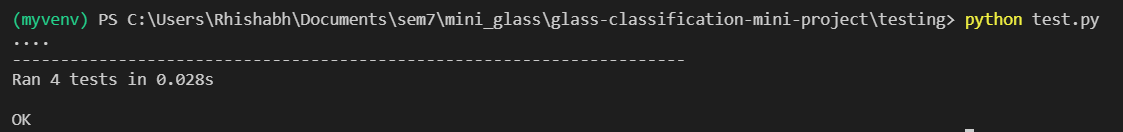 (myvenv) PS C:\Users\Rhishabh\Documents\sem7\mini_glass\glass-classification-mini-project\testing> python test.py
....
----------------------------------------------------------------------
Ran 4 tests in 0.028s
OK